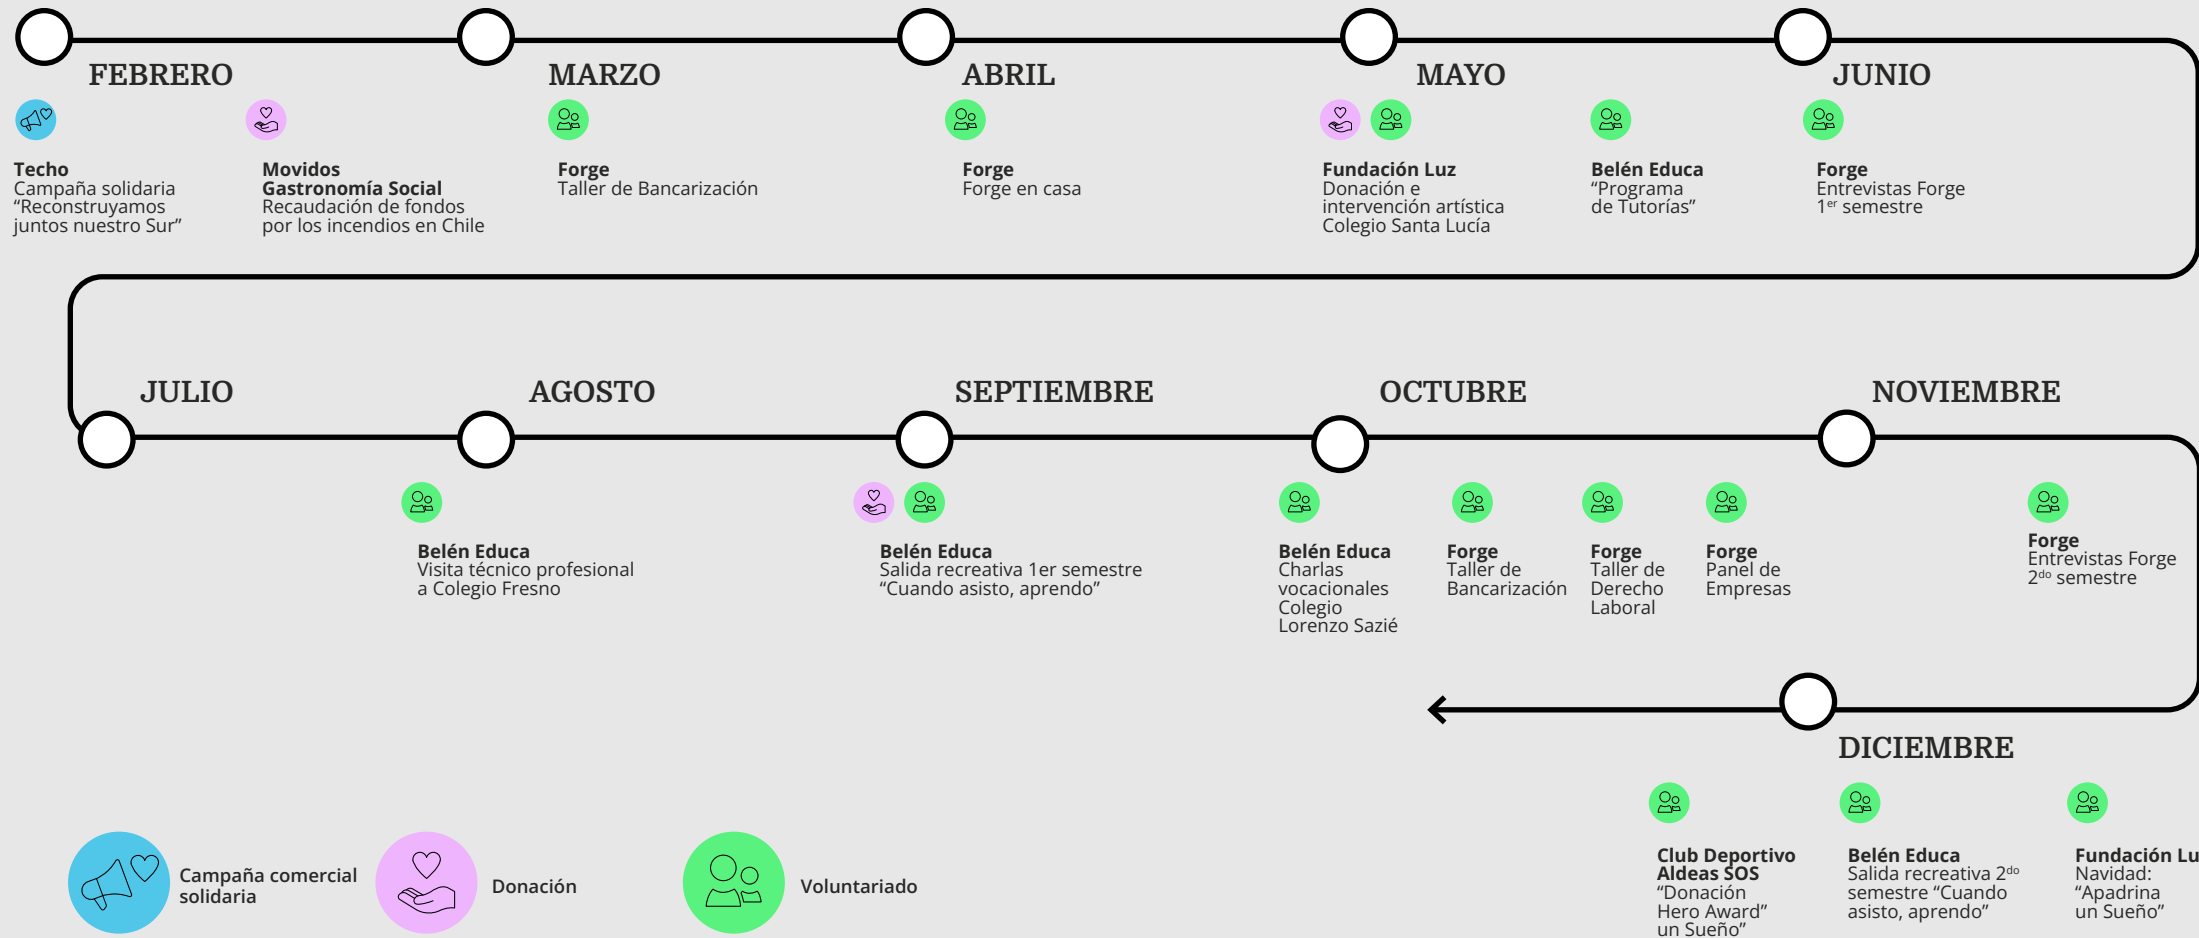 FEBRERO
MARZO
ABRIL
MAYO
JUNIO
Techo
Campaña solidaria
“Reconstruyamos
juntos nuestro Sur”
Movidos
Gastronomía Social
Recaudación de fondos
por los incendios en Chile
Forge
Taller de Bancarización
Forge
Forge en casa
Fundación Luz
Donación e
intervención artística
Colegio Santa Lucía
Belén Educa
“Programa
de Tutorías”
Forge
Entrevistas Forge
1er semestre
JULIO
AGOSTO
SEPTIEMBRE
OCTUBRE
NOVIEMBRE
Belén Educa
Visita técnico profesional
a Colegio Fresno
Belén Educa
Salida recreativa 1er semestre
“Cuando asisto, aprendo”
Belén Educa
Charlas
vocacionales
Colegio
Lorenzo Sazié
Forge
Taller de
Bancarización
Forge
Taller de
Derecho
Laboral
Forge
Panel de
Empresas
Forge
Entrevistas Forge
2do semestre
DICIEMBRE
Club Deportivo
Aldeas SOS
“Donación
Hero Award”
un Sueño”
Belén Educa
Salida recreativa 2do
semestre “Cuando
asisto, aprendo”
Fundación Lu
Navidad:
“Apadrina
un Sueño”
Campaña comercial
solidaria
Donación
Voluntariado